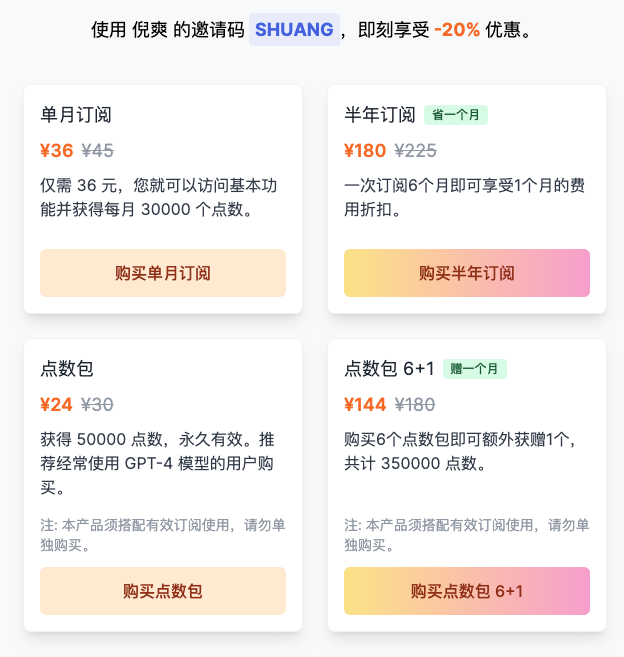 使用 倪爽 的邀请码 SHUANG，即刻享受 -20% 优惠。
单月订阅
¥36 ¥45
仅需 36 元，您就可以访问基本功
能并获得每月 30000 个点数。
购买单月订阅
半年订阅 省一个月
¥180 ¥225
一次订阅6个月即可享受1个月的费
用折扣。
购买半年订阅
点数包
¥24 ¥30
获得 50000 点数，永久有效。推
荐经常使用 GPT-4 模型的用户购
买。
注: 本产品须搭配有效订阅使用，请勿单
独购买。
购买点数包
点数包 6+1 赠一个月
¥144 ¥180
购买6个点数包即可额外获赠1个，
共计 350000 点数。
注: 本产品须搭配有效订阅使用，请勿单
独购买。
购买点数包 6+1